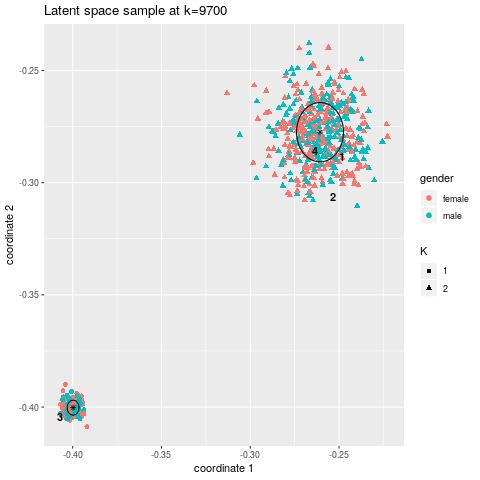 Latent space sample at k=9700
-0.25
-0.30
-0.35
-0.40
coordinate 2
4
1
2
3
-0.40
-0.35
-0.30
-0.25
coordinate 1
gender
female
male
K
1
2